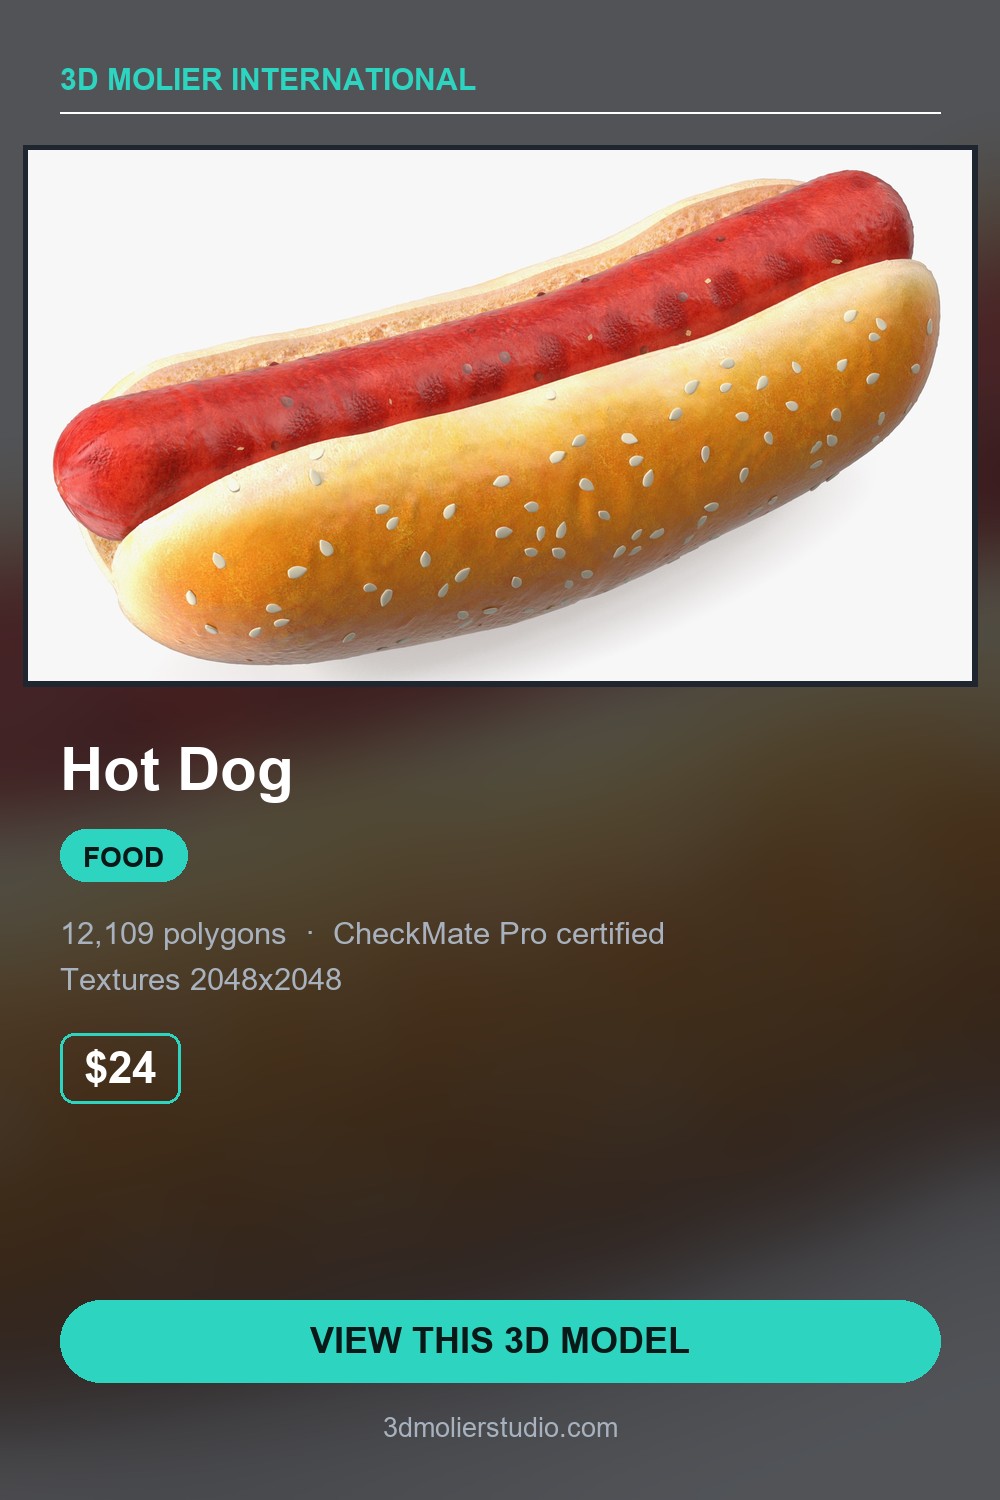 3D MOLIER INTERNATIONAL
Hot Dog
FOOD
12,109 polygons · CheckMate Pro certified
Textures 2048x2048
$24
VIEW THIS 3D MODEL
3dmolierstudio.com